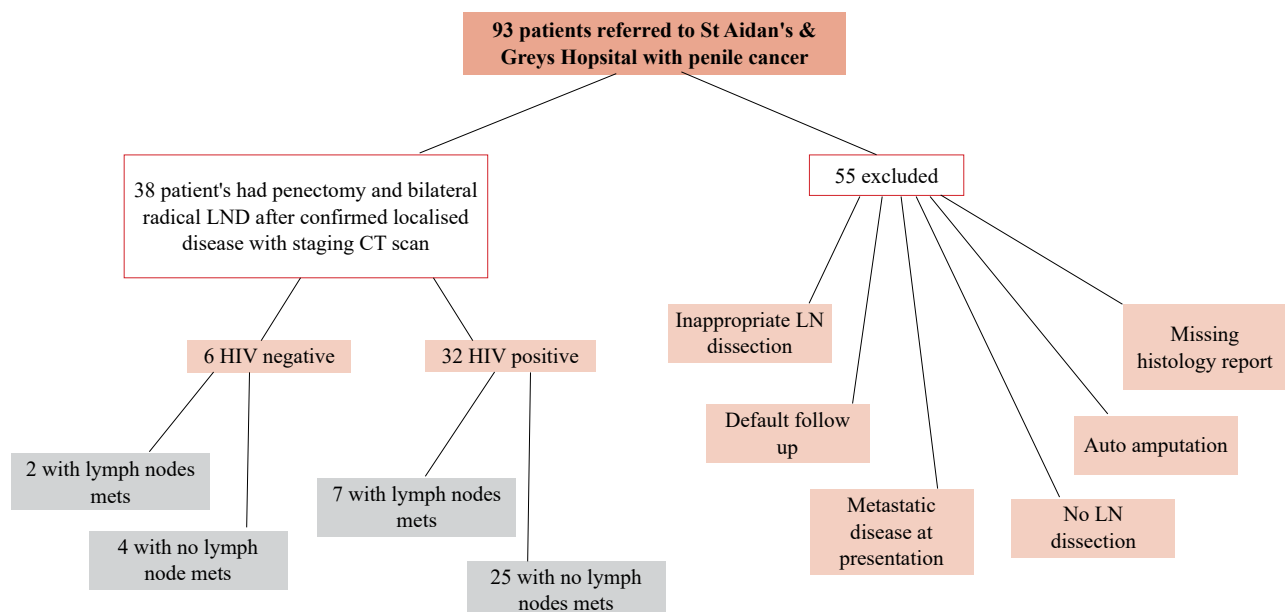 93 patients referred to St Aidan's &
Greys Hopsital with penile cancer
38 patient's had penectomy and bilateral
radical LND after confirmed localised
disease with staging CT scan
55 excluded
6 HIV negative
32 HIV positive
2 with lymph nodes
mets
4 with no lymph
node mets
7 with lymph nodes
mets
25 with no lymph
nodes mets
Inappropriate LN
dissection
Default follow
up
Metastatic
disease at
presentation
No LN
dissection
Auto amputation
Missing
histology report